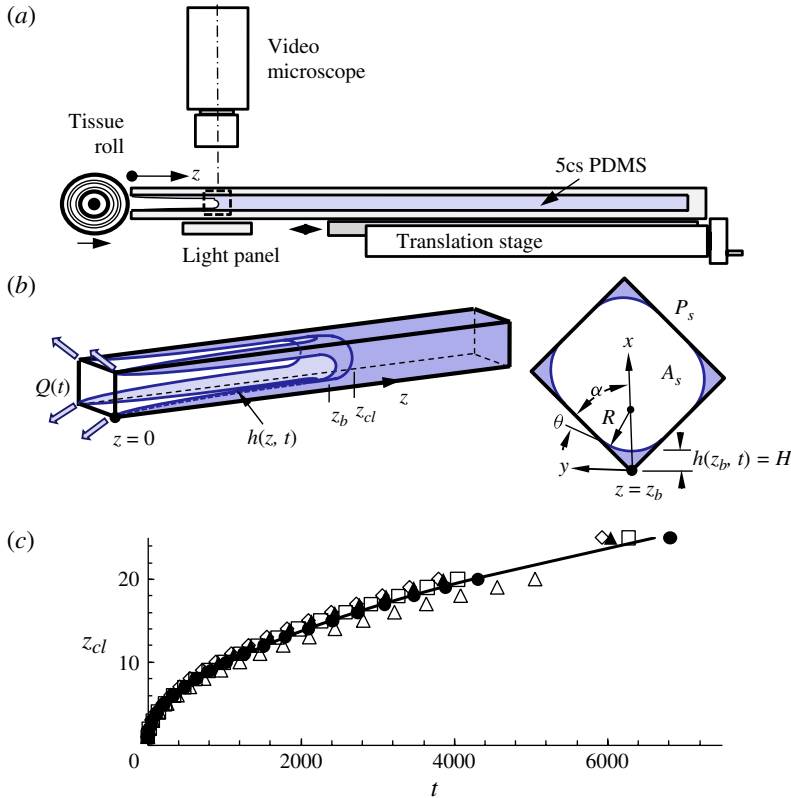 (a)
Video
microscope
Tissue
roll
z
5cs PDMS
Light panel
Translation stage
(b)
P_s
x
A_s
Q(t)
α
R
θ
z
z_b
z_cl
h(z, t)
z = 0
y
h(z_b, t) = H
z = z_b
(c)
20
z_cl
10
0
2000
4000
6000
t